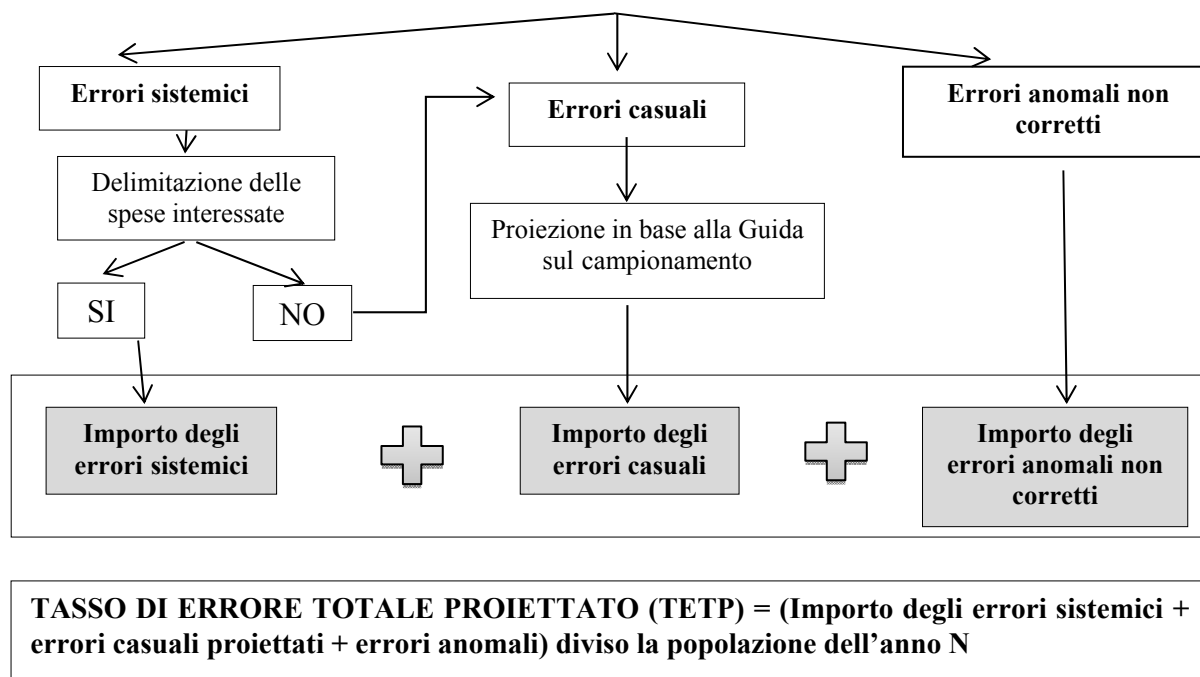 Errori sistemici
Errori casuali
Errori anomali non
corretti
Delimitazione delle
spese interessate
Proiezione in base alla Guida
sul campionamento
SI
NO
Importo degli
errori sistemici
Importo degli
errori casuali
Importo degli
errori anomali non
corretti
TASSO DI ERRORE TOTALE PROIETTATO (TETP) = (Importo degli errori sistemici +
errori casuali proiettati + errori anomali) diviso la popolazione dell’anno N